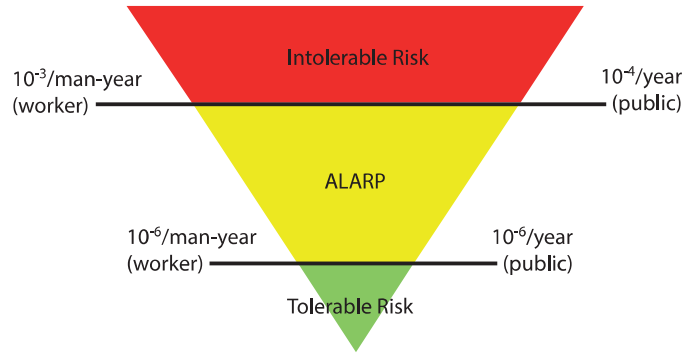 Intolerable Risk
10⁻³/man-year
(worker)
10⁻⁴/year
(public)
ALARP
10⁻⁶/man-year
(worker)
10⁻⁶/year
(public)
Tolerable Risk